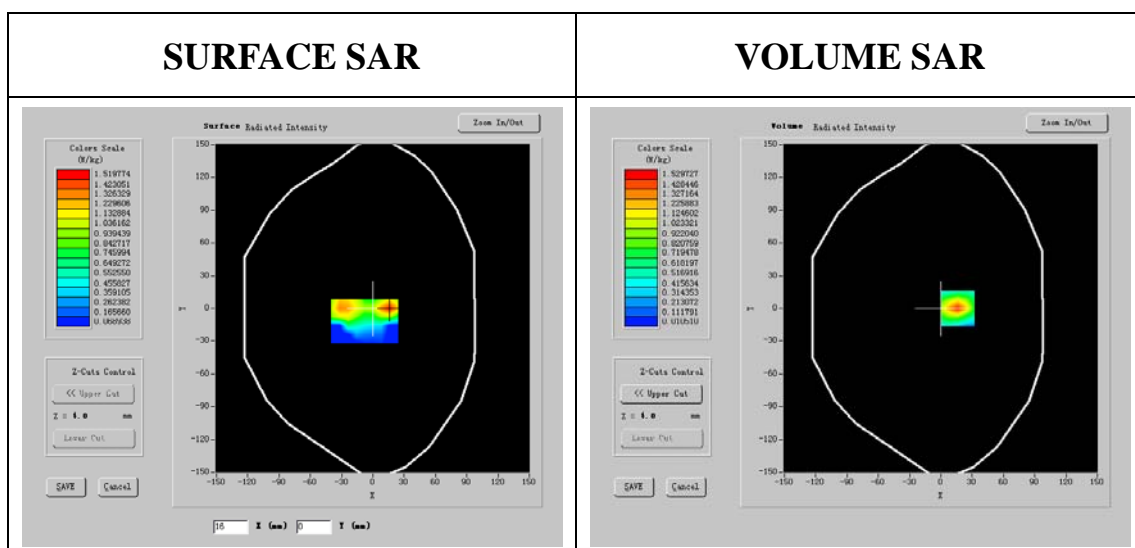 SURFACE SAR
VOLUME SAR
Surface Radiated Intensity
Zoom In/Out
Colors Scale
(W/kg)
1.519774
1.423051
1.326329
1.229606
1.132884
1.036162
0.939439
0.842717
0.745994
0.649272
0.552550
0.455827
0.359105
0.262382
0.165660
0.068938
Z-Cuts Control
<< Upper Cut
Z = 4.0 mm
Lower Cut
SAVE
Cancel
150
90
60
30
0
-30
-60
-90
-120
-150
Y
-150 -120 -90 -60 -30 0 30 60 90 120 150
X
16 X (mm) 0 Y (mm)
Volume Radiated Intensity
Zoom In/Out
Colors Scale
(W/kg)
1.529727
1.428446
1.327164
1.225883
1.124602
1.023321
0.922040
0.820759
0.719478
0.618197
0.516916
0.415634
0.314353
0.213072
0.111791
0.010510
Z-Cuts Control
<< Upper Cut
Z = 4.0 mm
Lower Cut
SAVE
Cancel
150
90
60
30
0
-30
-60
-90
-120
-150
Y
-150 -120 -90 -60 -30 0 30 60 90 120 150
X